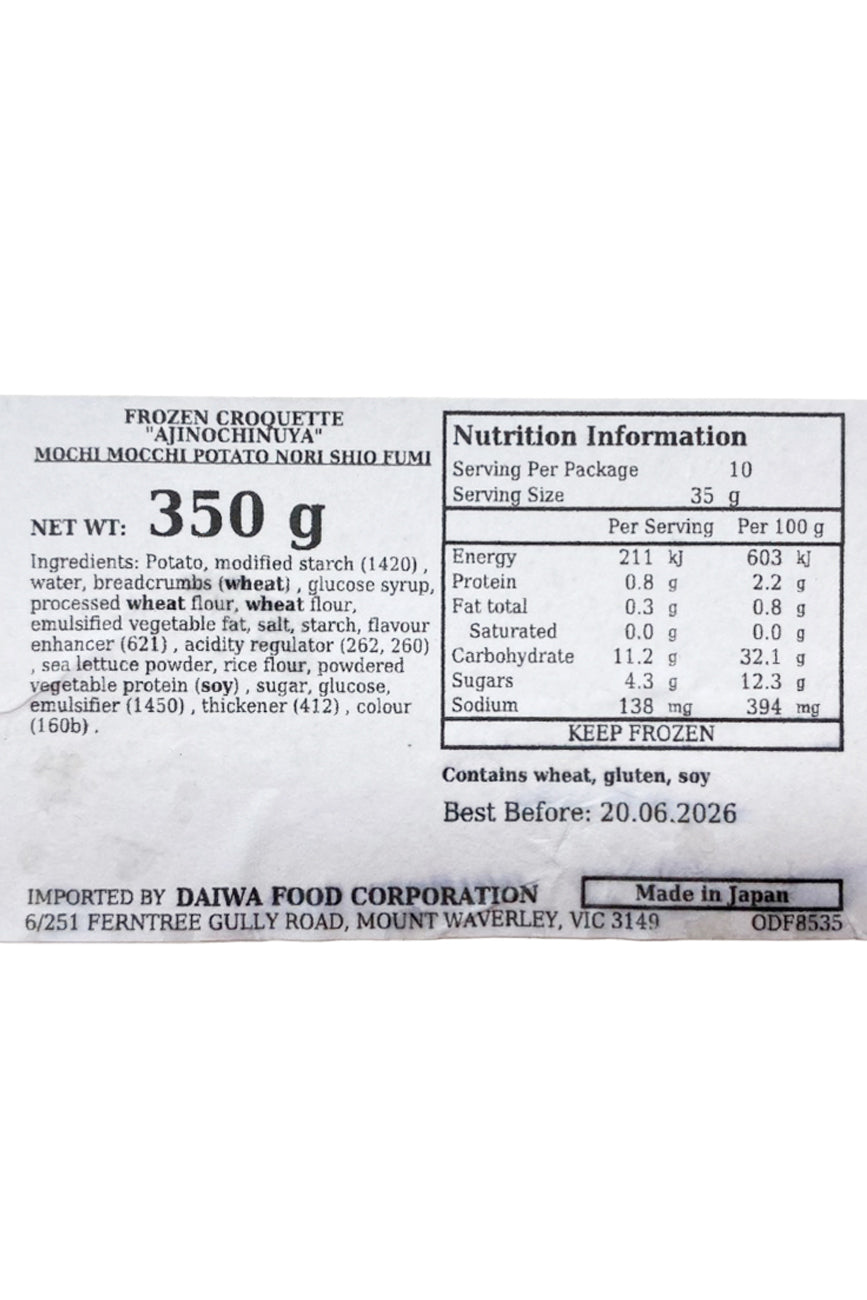 FROZEN CROQUETTE
"AJINOCHINUYA"
MOCHI MOCCHI POTATO NORI SHIO FUMI
NET WT: 350 g
Ingredients: Potato, modified starch (1420) ,
water, breadcrumbs (wheat) , glucose syrup,
processed wheat flour, wheat flour,
emulsified vegetable fat, salt, starch, flavour
enhancer (621) , acidity regulator (262, 260)
, sea lettuce powder, rice flour, powdered
vegetable protein (soy) , sugar, glucose,
emulsifier (1450) , thickener (412) , colour
(160b) .
Nutrition Information
Serving Per Package 10
Serving Size 35 g
Per Serving Per 100 g
Energy 211 kJ 603 kJ
Protein 0.8 g 2.2 g
Fat total 0.3 g 0.8 g
Saturated 0.0 g 0.0 g
Carbohydrate 11.2 g 32.1 g
Sugars 4.3 g 12.3 g
Sodium 138 mg 394 mg
KEEP FROZEN
Contains wheat, gluten, soy
Best Before: 20.06.2026
IMPORTED BY DAIWA FOOD CORPORATION
Made in Japan
6/251 FERNTREE GULLY ROAD, MOUNT WAVERLEY, VIC 3149
ODF8535